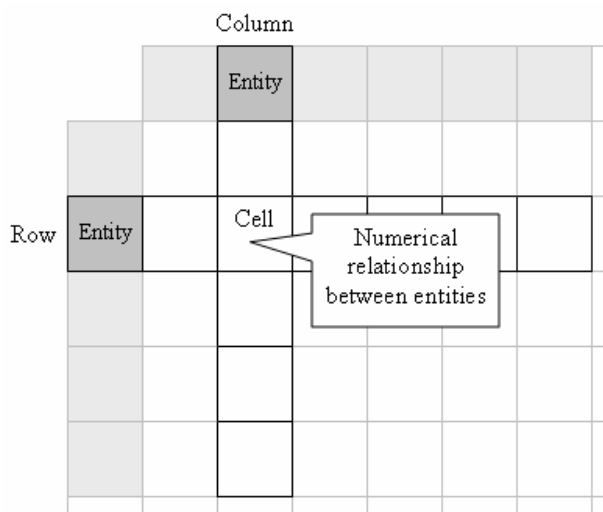 Column
Entity
Row
Entity
Cell
Numerical
relationship
between entities